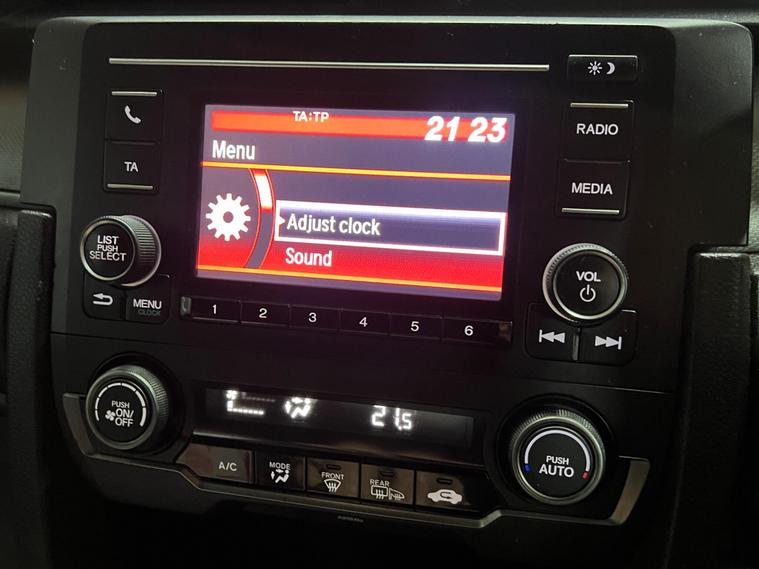 TA:TP
21 23
Menu
Adjust clock
Sound
TA
RADIO
MEDIA
LIST
PUSH
SELECT
MENU
CLOCK
VOL
1 2 3 4 5 6
PUSH
ON/
OFF
21.5
A/C
MODE
FRONT
REAR
PUSH
AUTO